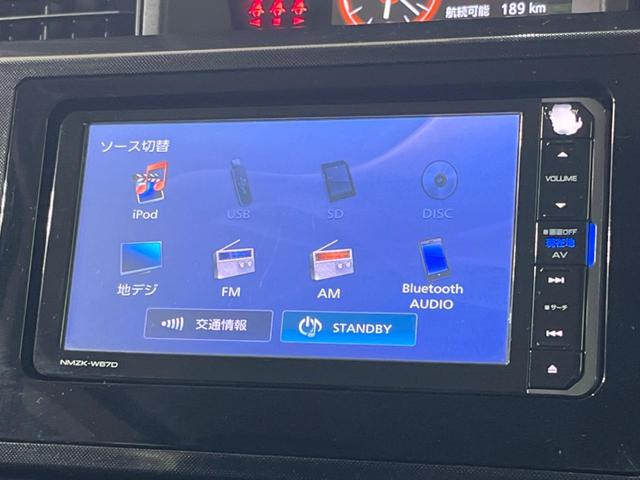 航続可能 189 km
ソース切替
iPod USB SD DISC
地デジ FM AM Bluetooth AUDIO
交通情報 STANDBY
NMZK-W67D
VOLUME
画面OFF
現在地
AV
サーチ